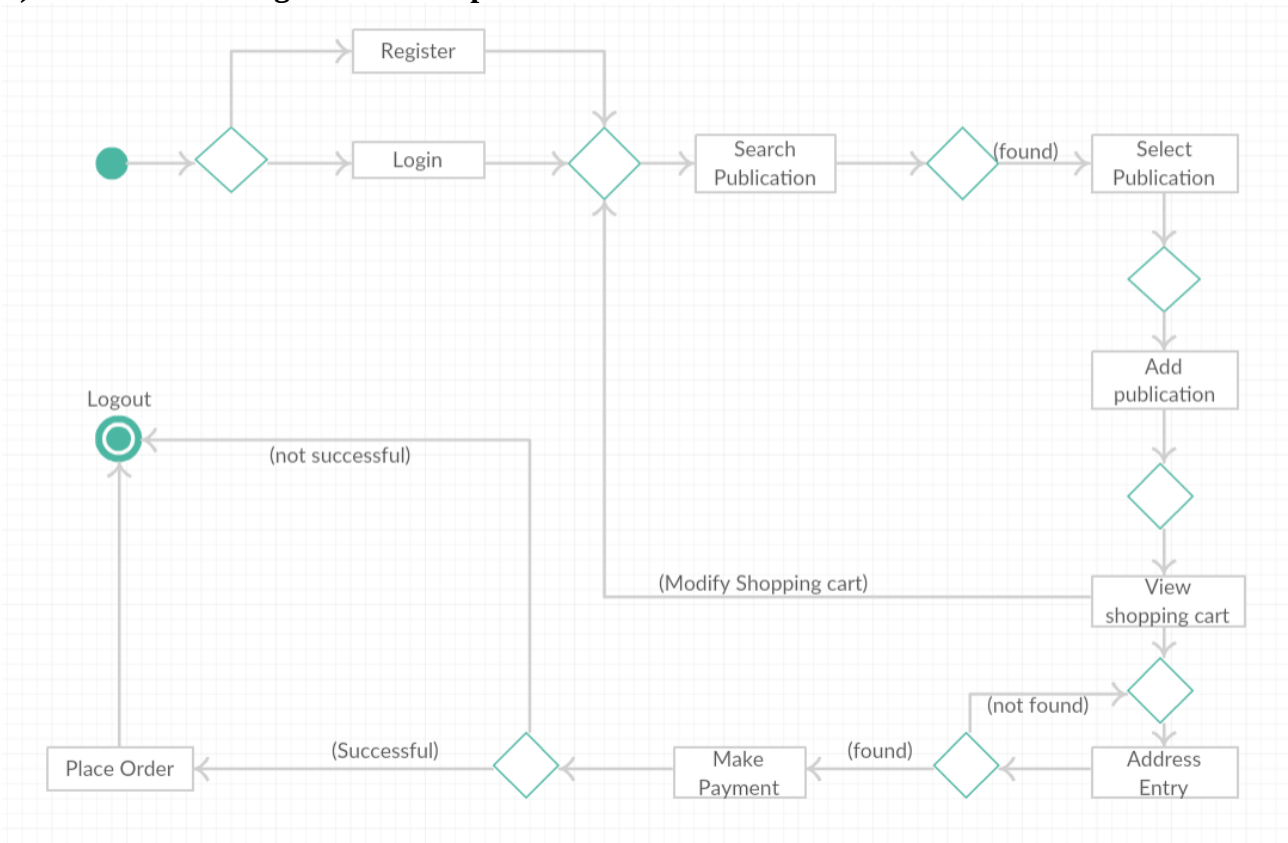 Register
Login
Search
Publication
(found)
Select
Publication
Add
publication
Logout
(not successful)
(Modify Shopping cart)
View
shopping cart
(not found)
(Successful)
(found)
Place Order
Make
Payment
Address
Entry